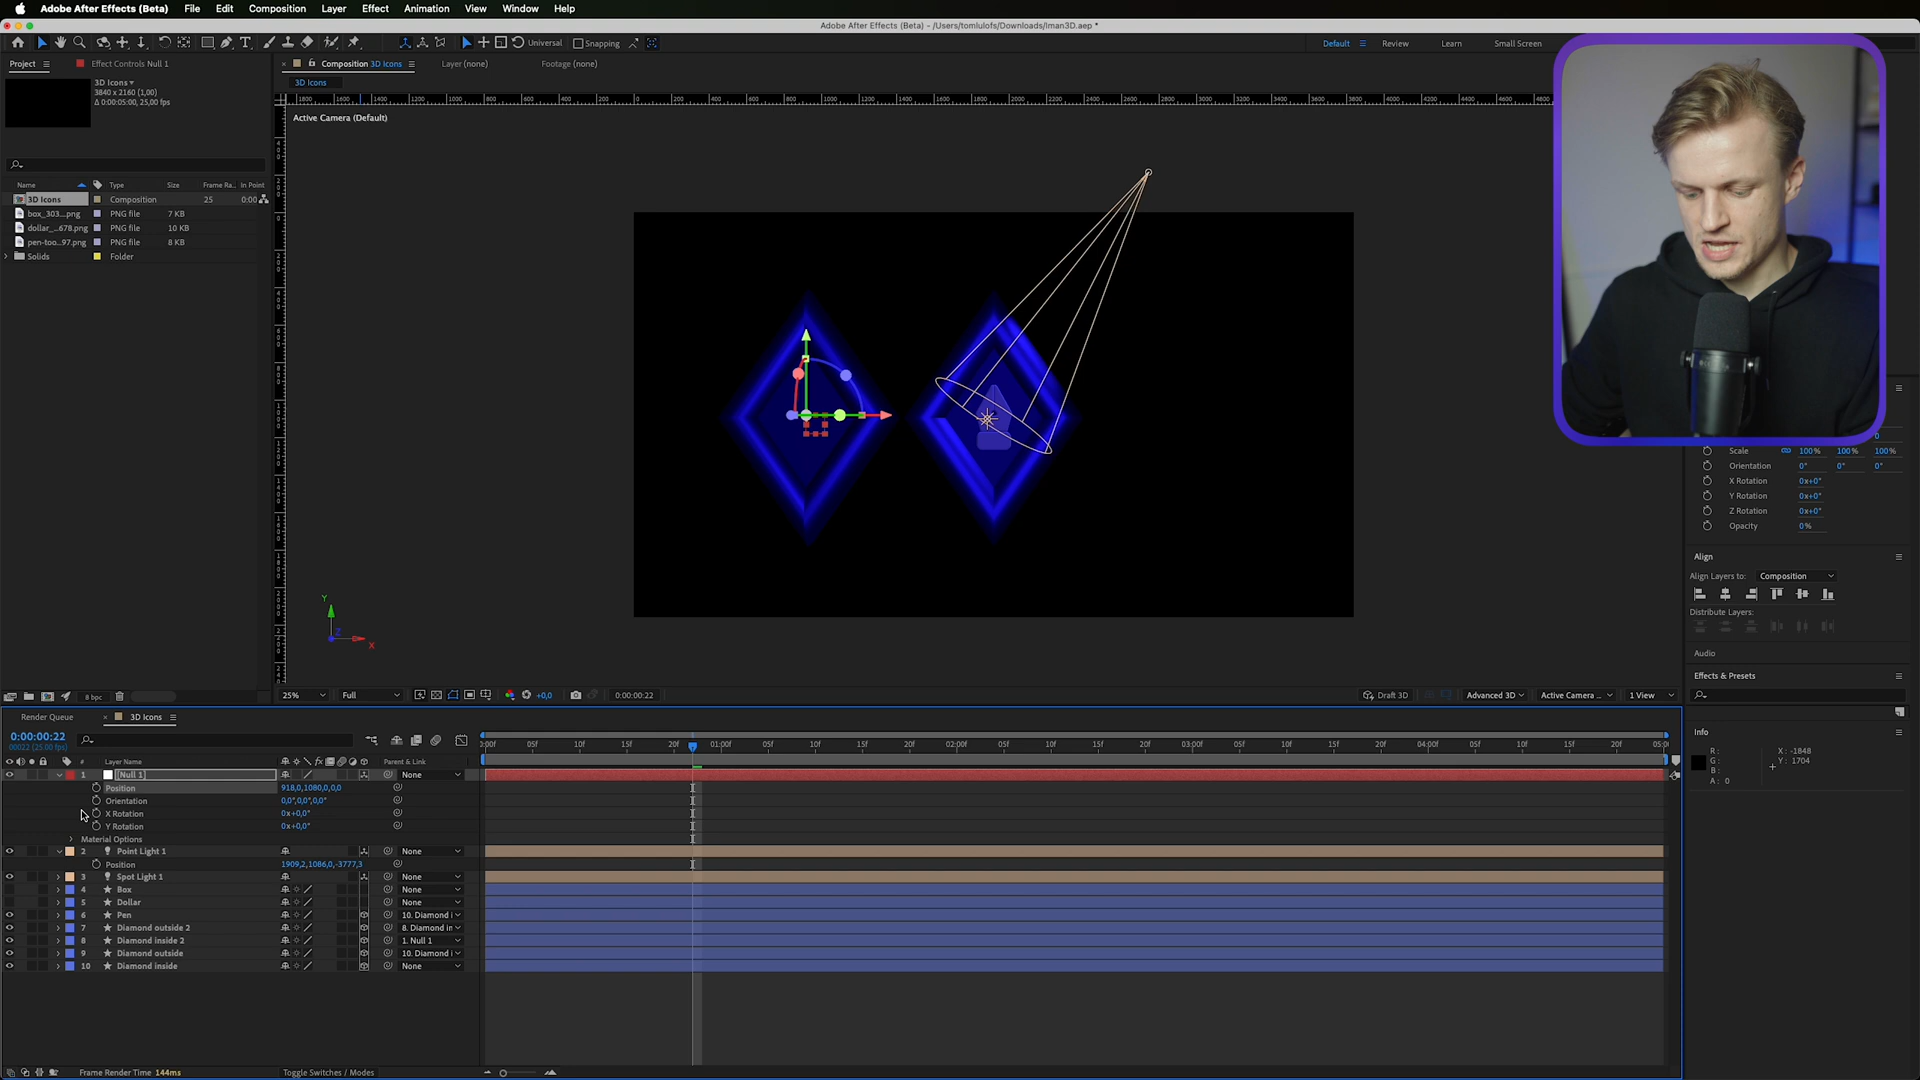 Adobe After Effects (Beta) File Edit Composition Layer Effect Animation View Window Help
Adobe After Effects (Beta) - /Users/tomlulofs/Downloads/Iman3D.aep *
Universal Snapping Default Review Learn Small Screen
Project Effect Controls Null 1 Composition 3D Icons Layer (none) Footage (none)
3D Icons
3840 x 2160 (1,00)
Δ 0:00:05:00, 25,00 fps
3D Icons
Active Camera (Default)
Name Type Size Frame Ra... In Point
3D Icons Composition 25 0:00
box_303....png PNG file 7 KB
dollar_...678.png PNG file 10 KB
pen-too...97.png PNG file 8 KB
Solids Folder
Y
Z
X
Scale 100% 100% 100%
Orientation 0° 0° 0°
X Rotation 0x+0°
Y Rotation 0x+0°
Z Rotation 0x+0°
Opacity 0%
Align
Align Layers to: Composition
Distribute Layers:
Audio
Effects & Presets
Info
R :
G :
B :
A : 0
X : -1848
Y : 1704
8 bpc 25% Full +0,0 0:00:00:22 Draft 3D Advanced 3D Active Camera ... 1 View
Render Queue 3D Icons
0:00:00:22
00022 (25.00 fps)
:00f 05f 10f 15f 20f 01:00f 05f 10f 15f 20f 02:00f 05f 10f 15f 20f 03:00f 05f 10f 15f 20f 04:00f 05f 10f 15f 20f 05:0
# Layer Name Parent & Link
1 [Null 1] None
Position 918,0,1080,0,0,0
Orientation 0,0°,0,0°,0,0°
X Rotation 0x+0,0°
Y Rotation 0x+0,0°
Material Options
2 Point Light 1 None
Position 1909,2,1086,0,-3777,3
3 Spot Light 1 None
4 Box None
5 Dollar None
6 Pen 10. Diamond i
7 Diamond outside 2 8. Diamond in
8 Diamond inside 2 1. Null 1
9 Diamond outside 10. Diamond i
10 Diamond inside None
Frame Render Time 144ms Toggle Switches / Modes